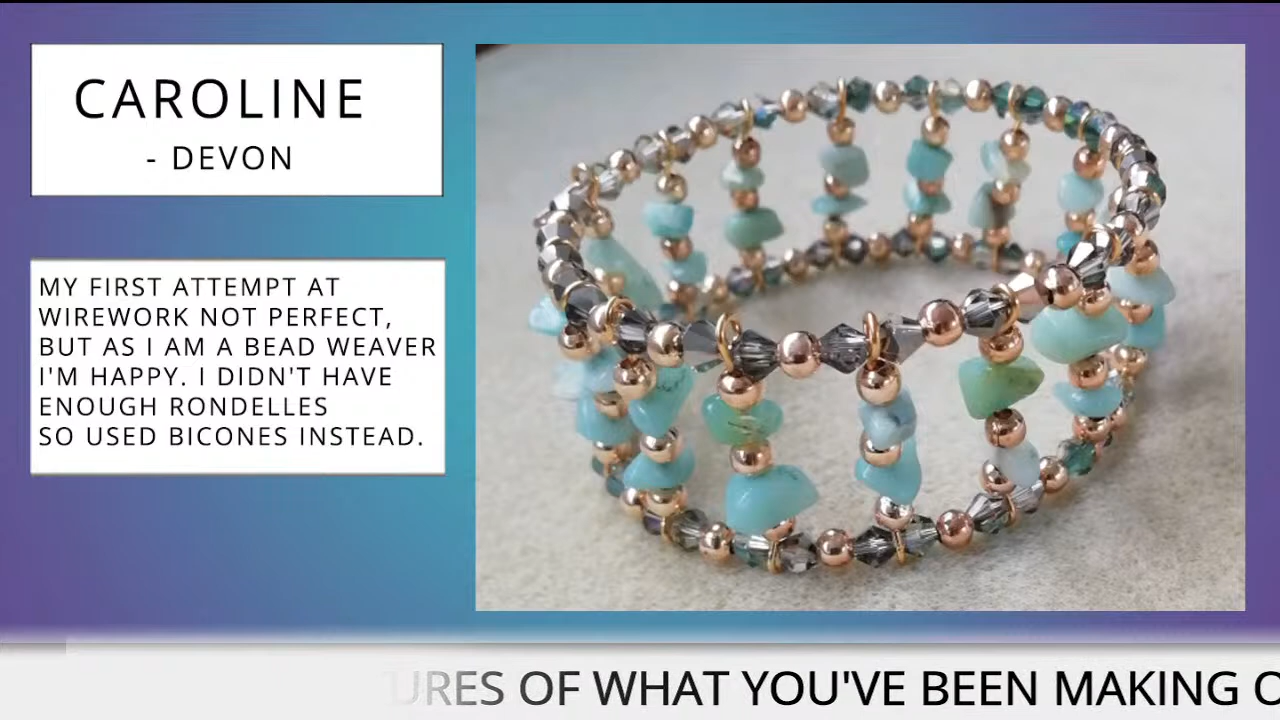 CAROLINE
- DEVON
MY FIRST ATTEMPT AT
WIREWORK NOT PERFECT,
BUT AS I AM A BEAD WEAVER
I'M HAPPY. I DIDN'T HAVE
ENOUGH RONDELLES
SO USED BICONES INSTEAD.
OF WHAT YOU'VE BEEN MAKING